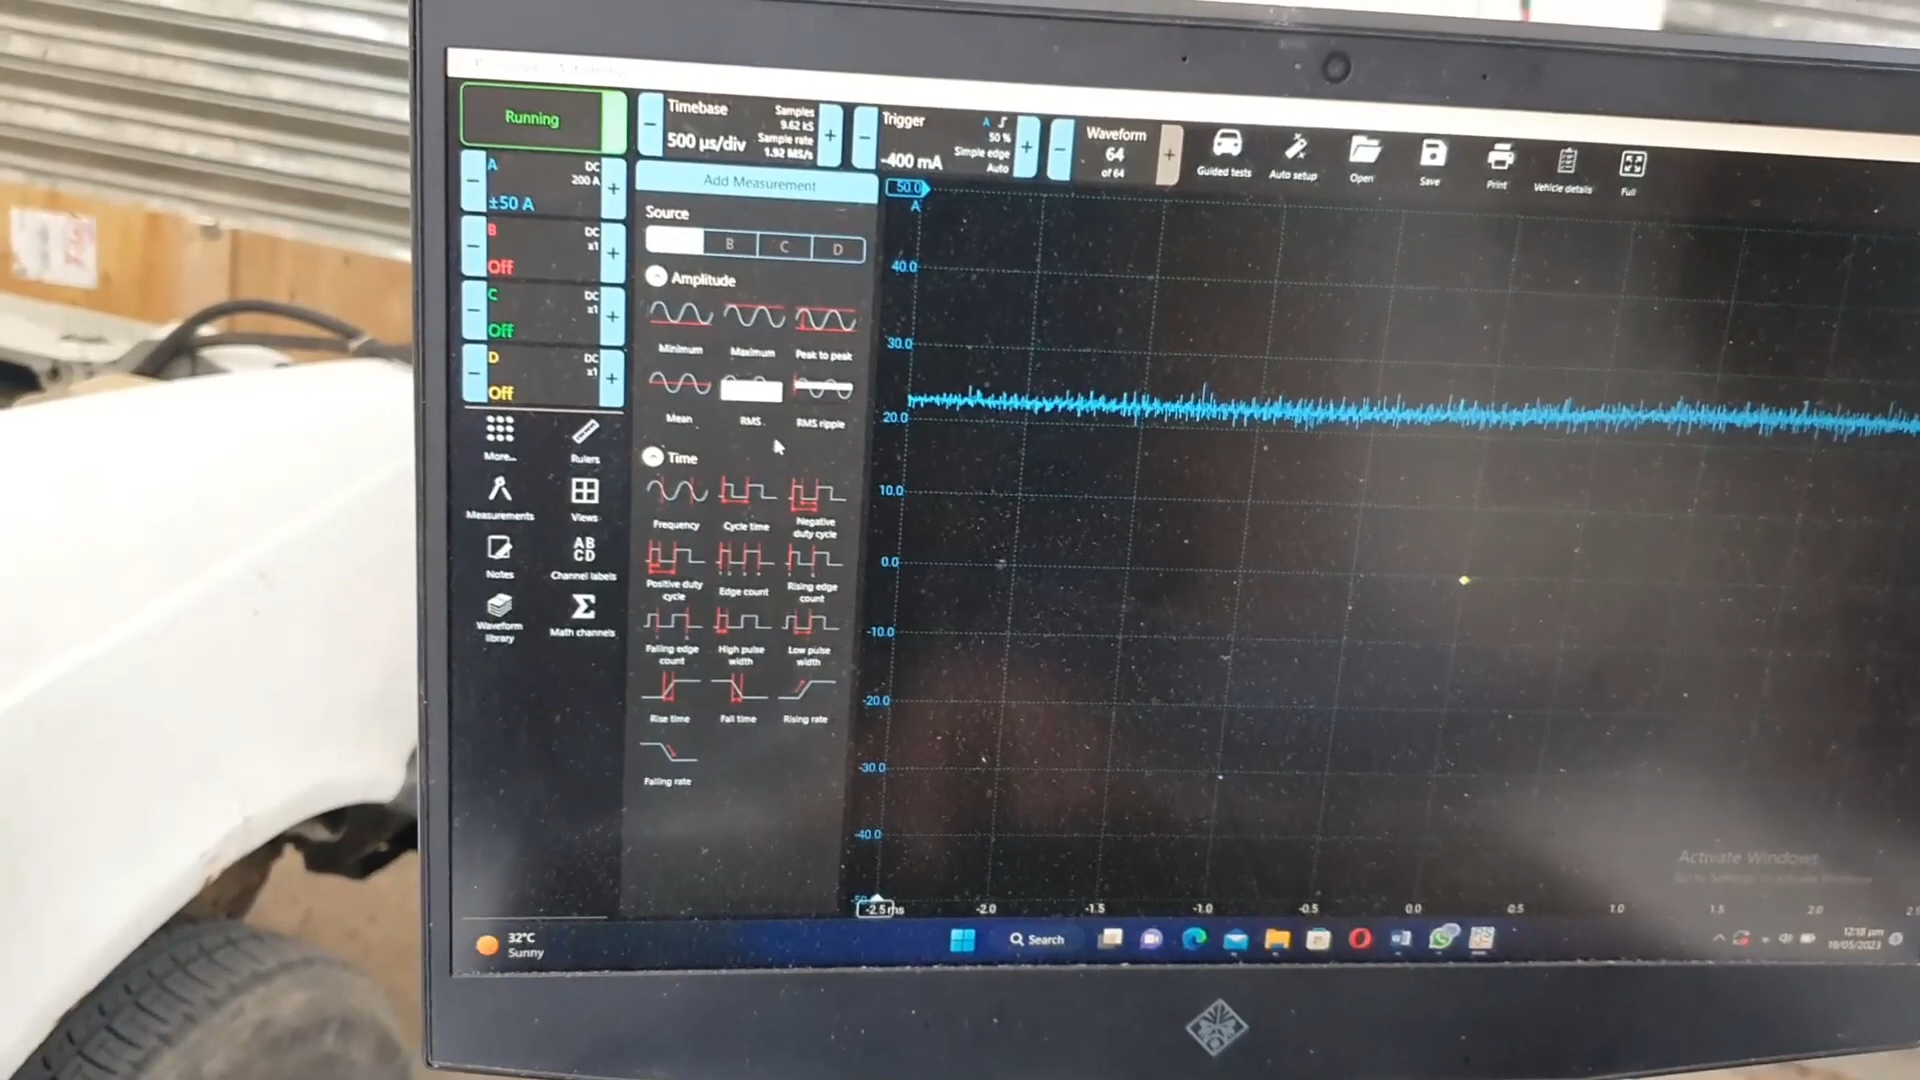 Running
Timebase
500 µs/div
Samples
9.62 kS
Sample rate
1.92 MS/s
Trigger
-400 mA
A
50 %
Simple edge
Auto
Waveform
64
of 64
Guided tests
Auto setup
Open
Save
Print
Vehicle details
Full
A
DC
200 A
±50 A
B
DC
x1
Off
C
DC
x1
Off
D
DC
x1
Off
More...
Rulers
Measurements
Views
Notes
AB
CD
Channel labels
Waveform
library
Math channels
Add Measurement
Source
B
C
D
Amplitude
Minimum
Maximum
Peak to peak
Mean
RMS
RMS ripple
Time
Frequency
Cycle time
Negative
duty cycle
Positive duty
cycle
Edge count
Rising edge
count
Falling edge
count
High pulse
width
Low pulse
width
Rise time
Fall time
Rising rate
Falling rate
50.0
A
40.0
30.0
20.0
10.0
0.0
-10.0
-20.0
-30.0
-40.0
-2.5 ms
-2.0
-1.5
-1.0
-0.5
0.0
0.5
1.0
1.5
2.0
Activate Windows
32°C
Sunny
Search
12:18 pm
19/05/2023